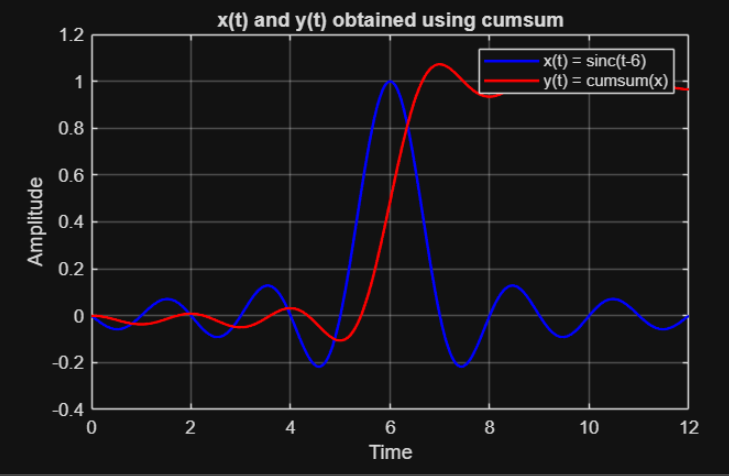 x(t) and y(t) obtained using cumsum
1.2
1
0.8
0.6
0.4
0.2
0
-0.2
-0.4
Amplitude
x(t) = sinc(t-6)
y(t) = cumsum(x)
0 2 4 6 8 10 12
Time